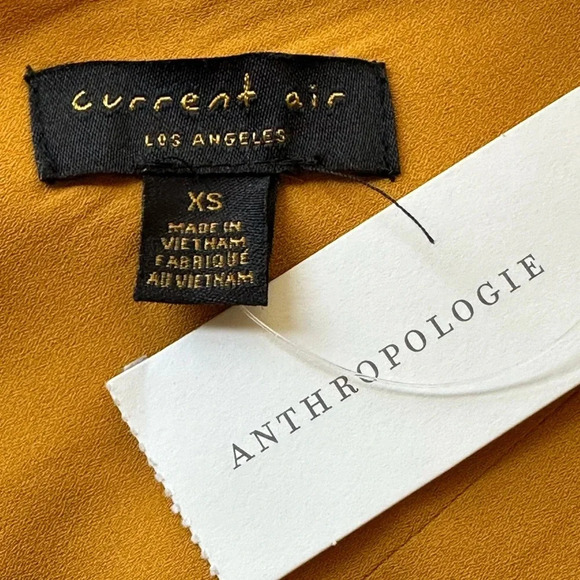 current air
LOS ANGELES
XS
MADE IN
VIETNAM
FABRIQUÉ
AU VIETNAM
ANTHROPOLOGIE